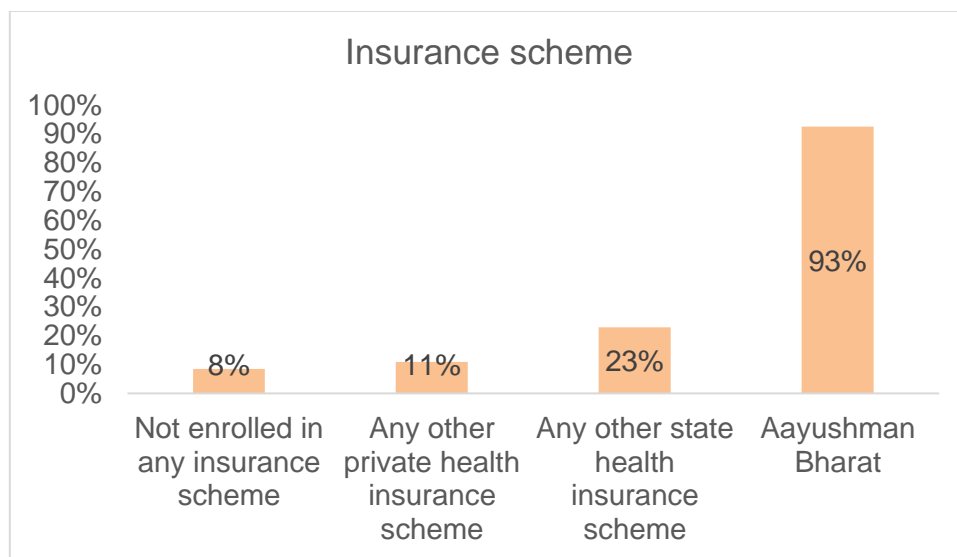 Insurance scheme
100%
90%
80%
70%
60%
50%
40%
30%
20%
10%
0%
8%
11%
23%
93%
Not enrolled in
any insurance
scheme
Any other
private health
insurance
scheme
Any other state
health
insurance
scheme
Aayushman
Bharat